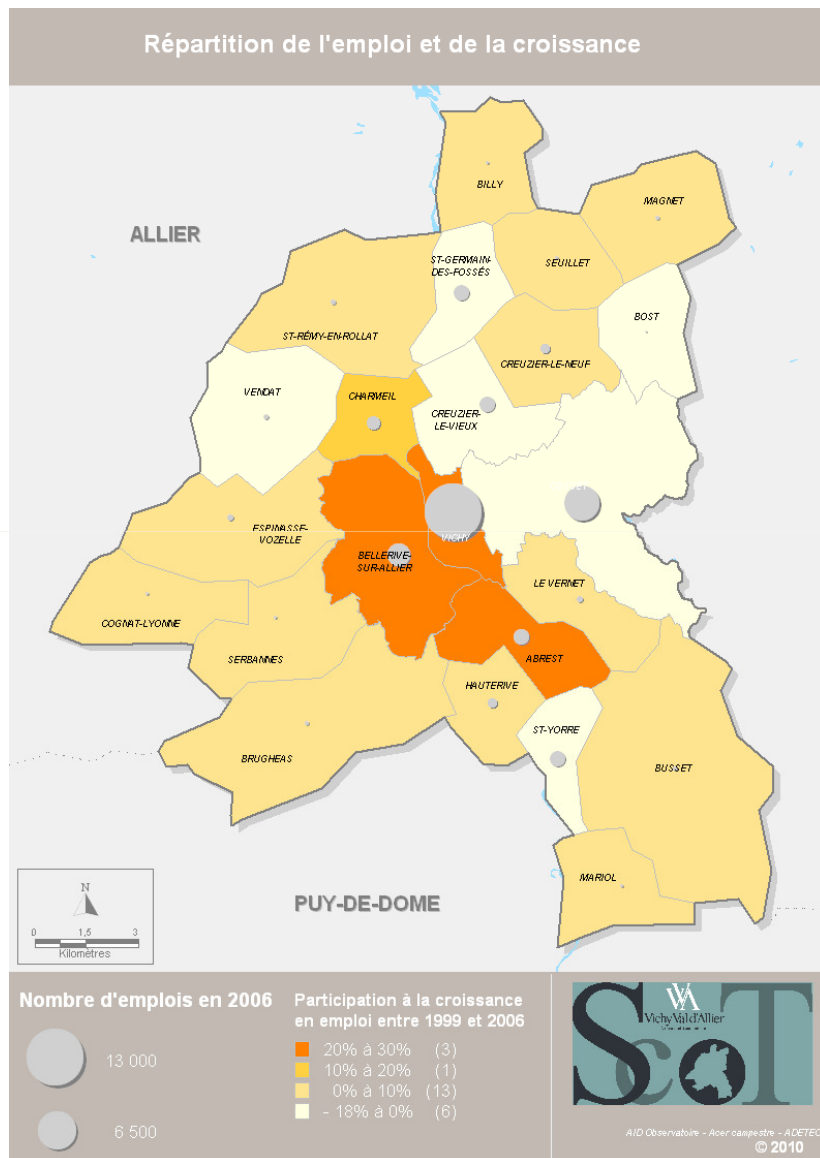 Répartition de l'emploi et de la croissance
BILLY
MAGNET
ALLIER
ST-GERMAIN-
DES-FOSSÉS
SEUILLET
BOST
ST-RÉMY-EN-ROLLAT
CREUZIER-LE-NEUF
VENDAT
CHARMEIL
CREUZIER-
LE-VIEUX
ESPINASSE-
VOZELLE
VICHY
BELLERIVE-
SUR-ALLIER
LE VERNET
COGNAT-LYONNE
SERBANNES
ABREST
HAUTERIVE
ST-YORRE
BRUGHEAS
BUSSET
MARIOL
PUY-DE-DOME
N
0 1,5 3
Kilomètres
Nombre d'emplois en 2006
13 000
6 500
Participation à la croissance
en emploi entre 1999 et 2006
20% à 30% (3)
10% à 20% (1)
0% à 10% (13)
- 18% à 0% (6)
VVA
Vichy Val d'Allier
ScoT
AID Observatoire - Acer campestre - ADETEC
© 2010